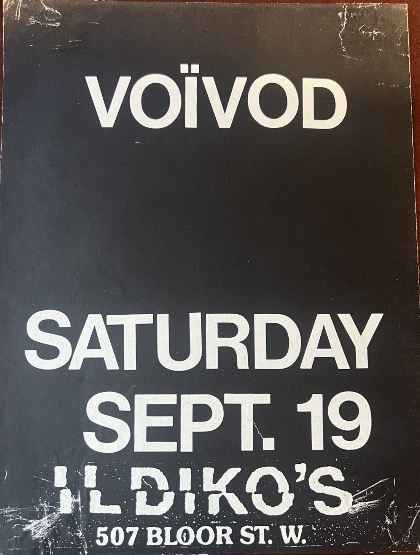 VOÏVOD
SATURDAY
SEPT. 19
ILDIKO'S
507 BLOOR ST. W.